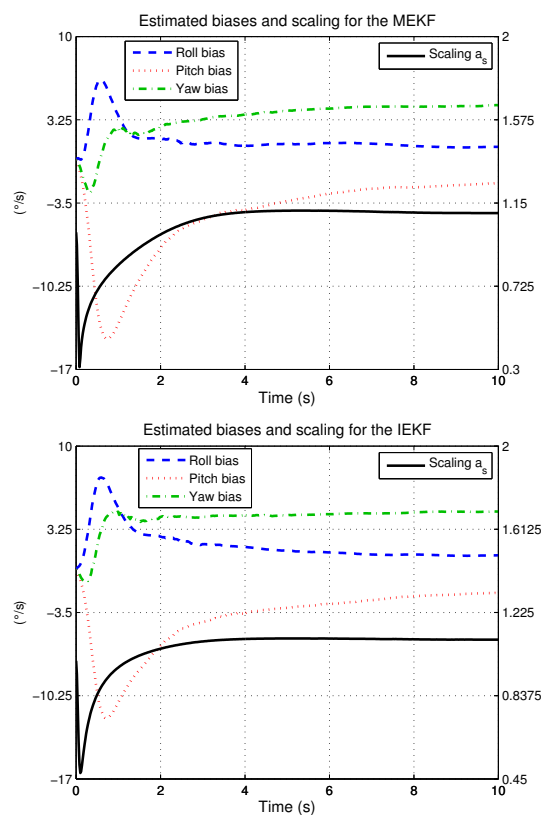 Estimated biases and scaling for the MEKF
10
3.25
−3.5
−10.25
−17
(°/s)
Roll bias
Pitch bias
Yaw bias
Scaling a_s
2
1.575
1.15
0.725
0.3
0
2
4
6
8
10
Time (s)
Estimated biases and scaling for the IEKF
10
3.25
−3.5
−10.25
−17
(°/s)
Roll bias
Pitch bias
Yaw bias
Scaling a_s
2
1.6125
1.225
0.8375
0.45
0
2
4
6
8
10
Time (s)